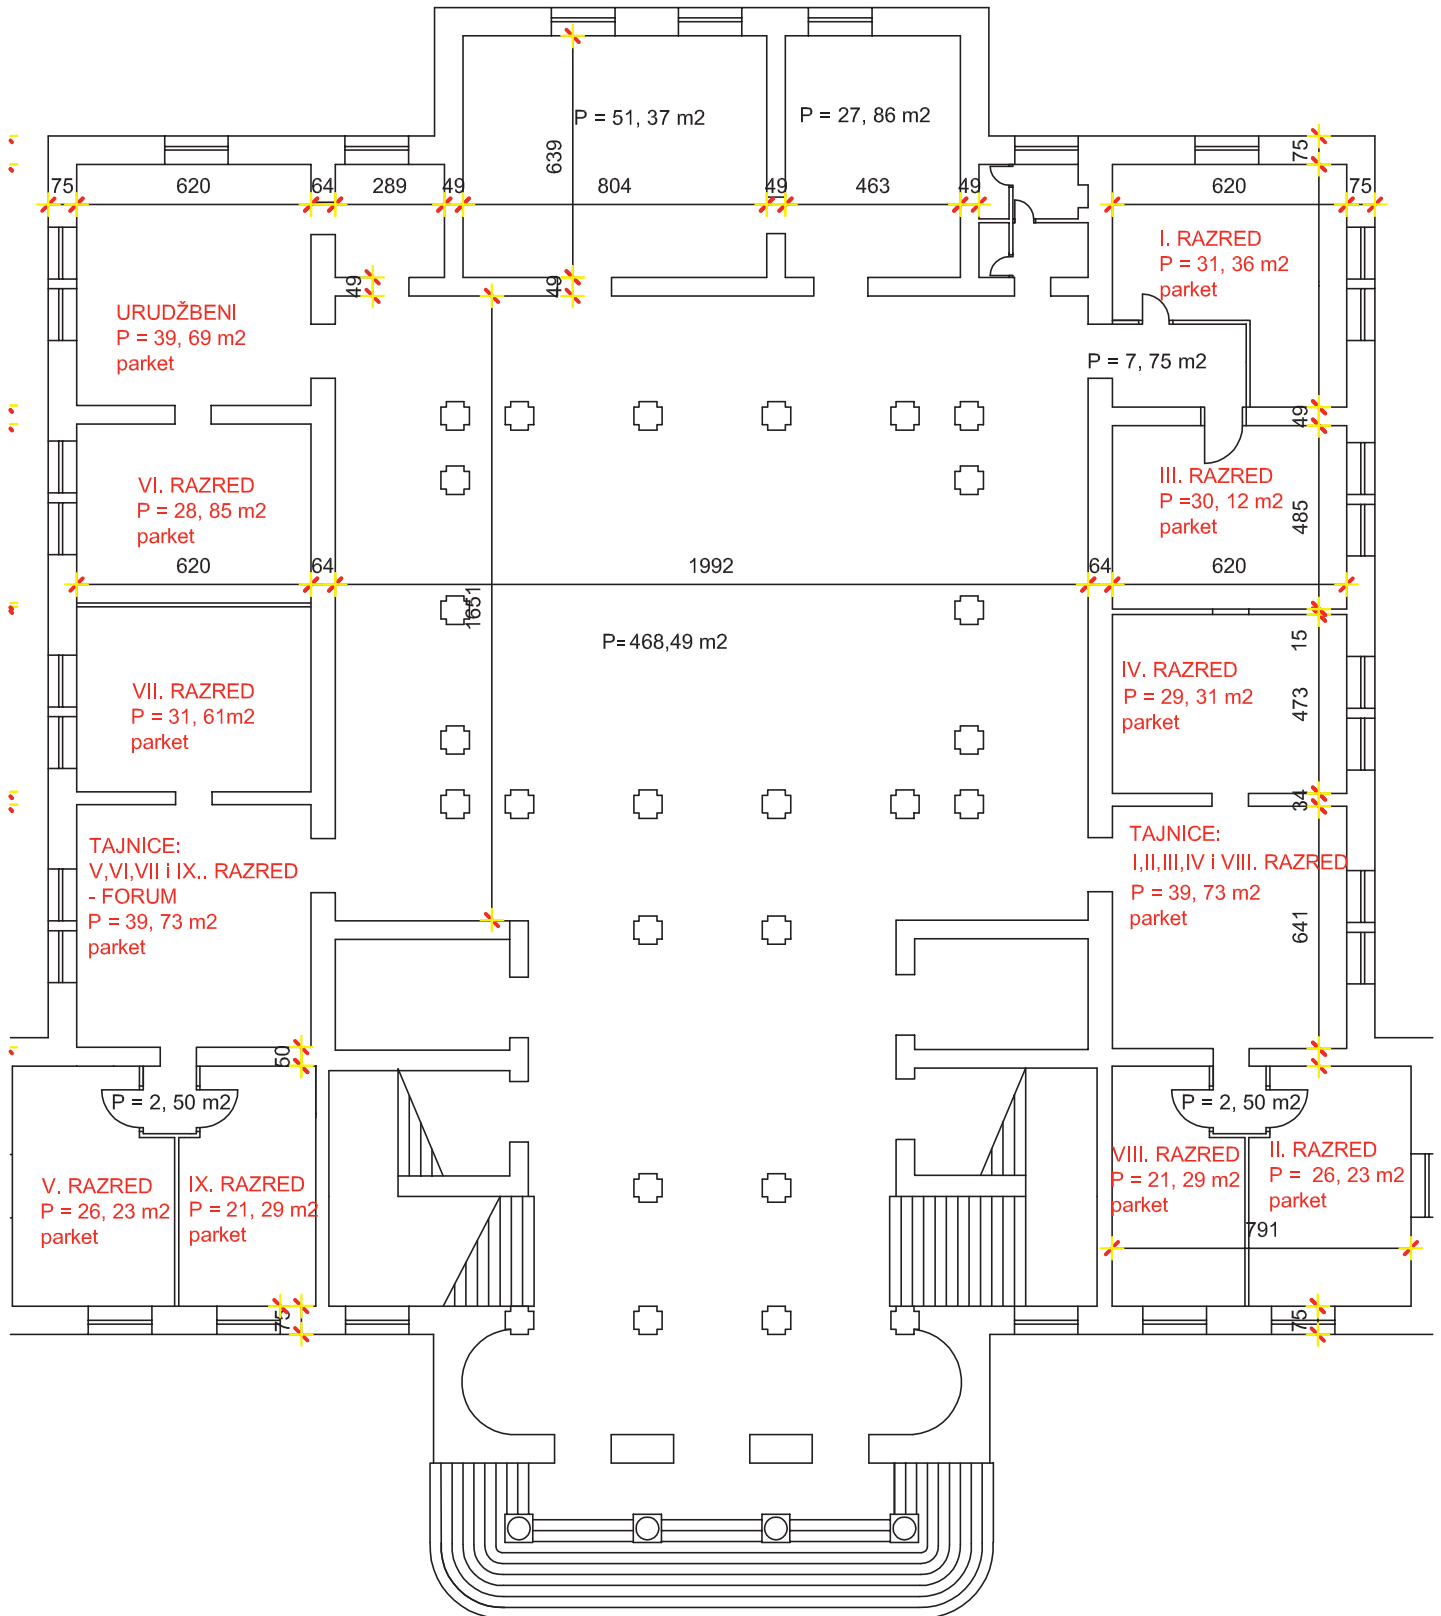 P = 51, 37 m2
P = 27, 86 m2
639
75
75
620
64
289
49
804
49
463
49
620
75
I. RAZRED
P = 31, 36 m2
parket
49
49
URUDŽBENI
P = 39, 69 m2
parket
P = 7, 75 m2
49
VI. RAZRED
P = 28, 85 m2
parket
III. RAZRED
P =30, 12 m2
parket
485
620
64
1992
64
620
1651
P=468,49 m2
15
VII. RAZRED
P = 31, 61m2
parket
IV. RAZRED
P = 29, 31 m2
parket
473
34
TAJNICE:
V,VI,VII i IX.. RAZRED
- FORUM
P = 39, 73 m2
parket
TAJNICE:
I,II,III,IV i VIII. RAZRED
P = 39, 73 m2
parket
641
50
P = 2, 50 m2
P = 2, 50 m2
V. RAZRED
P = 26, 23 m2
parket
IX. RAZRED
P = 21, 29 m2
parket
VIII. RAZRED
P = 21, 29 m2
parket
II. RAZRED
P =  26, 23 m2
parket
791
75
75